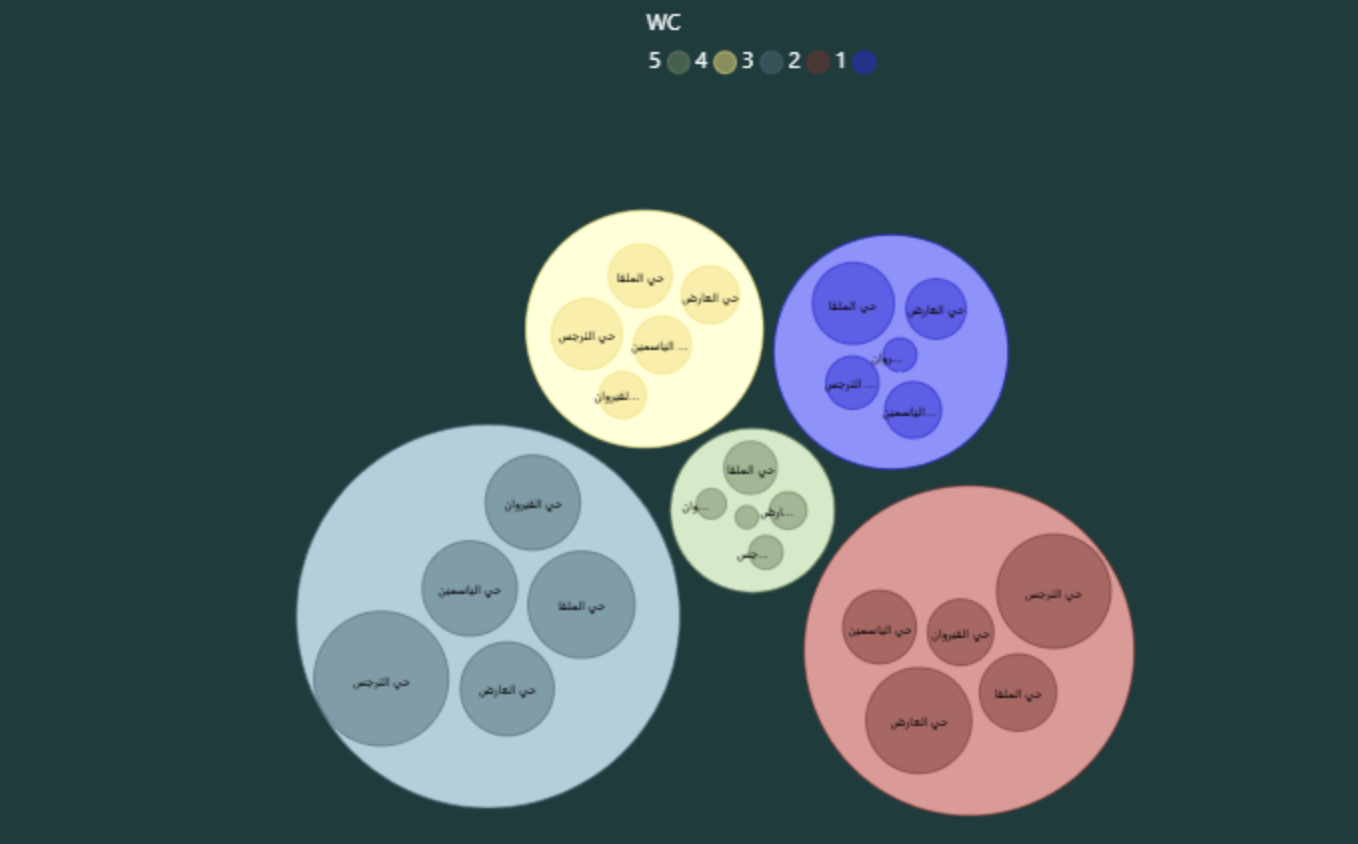 WC
5 4 3 2 1
حي الملقا
حي العارض
حي النرجس
الياسمين ...
لقيروان...
حي الملقا
حي العارض
روان...
النرجس ...
الياسمين...
حي الملقا
وان...
ارض...
جس...
حي القيروان
حي الياسمين
حي الملقا
حي النرجس
حي العارض
حي النرجس
حي الياسمين
حي القيروان
حي الملقا
حي العارض